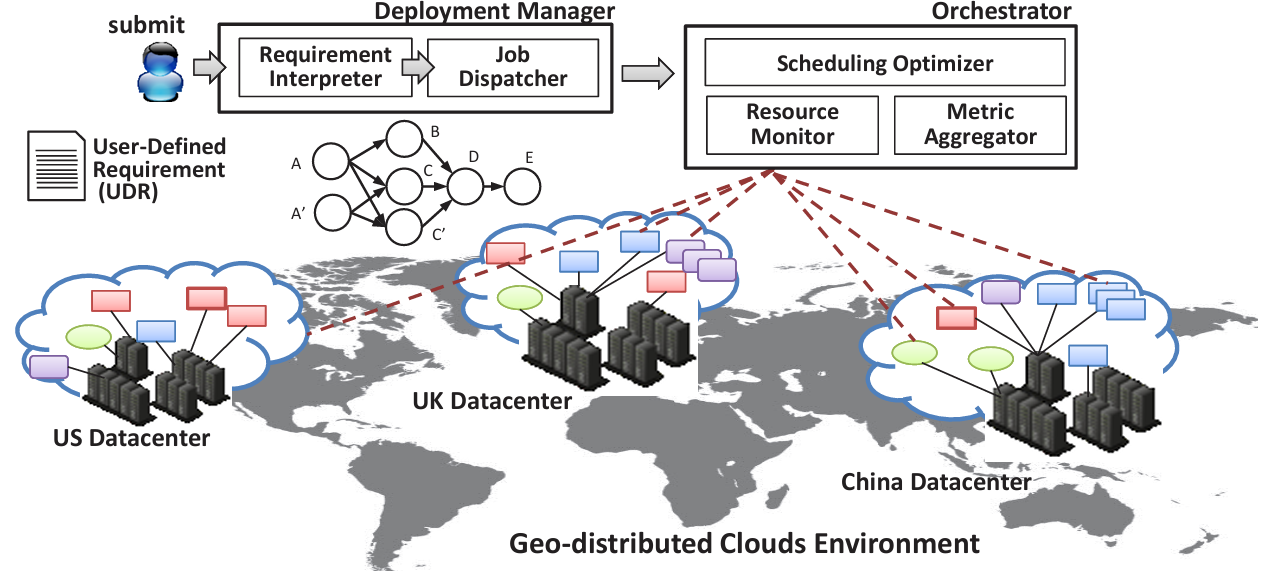 Deployment Manager
Orchestrator
submit
Requirement
Interpreter
Job
Dispatcher
Scheduling Optimizer
Resource
Monitor
Metric
Aggregator
User-Defined
Requirement
(UDR)
A
A’
B
C
C’
D
E
US Datacenter
UK Datacenter
China Datacenter
Geo-distributed Clouds Environment